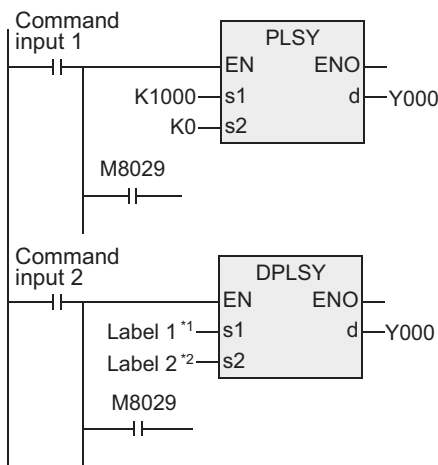 Command
input 1
PLSY
EN ENO
K1000 s1 d Y000
K0 s2
M8029
Command
input 2
DPLSY
EN ENO
Label 1 *1 s1 d Y000
Label 2 *2 s2
M8029